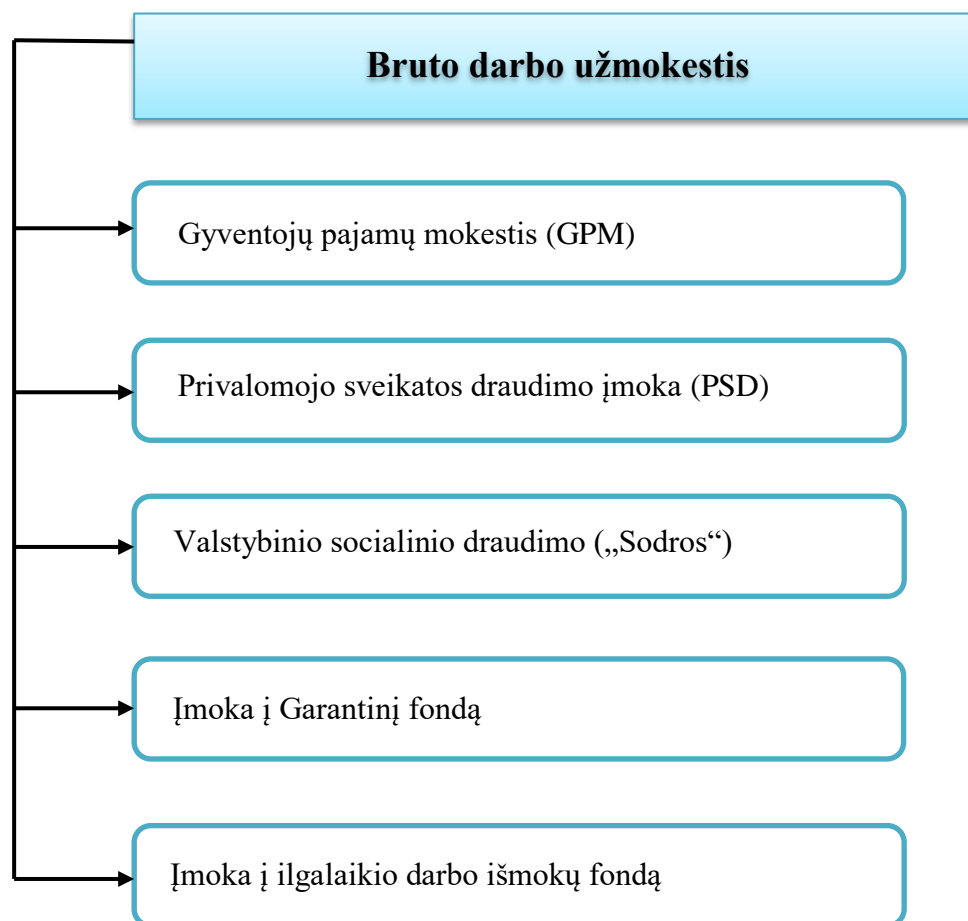 Bruto darbo užmokestis
Gyventojų pajamų mokestis (GPM)
Privalomojo sveikatos draudimo įmoka (PSD)
Valstybinio socialinio draudimo („Sodros“)
Įmoka į Garantinį fondą
Įmoka į ilgalaikio darbo išmokų fondą